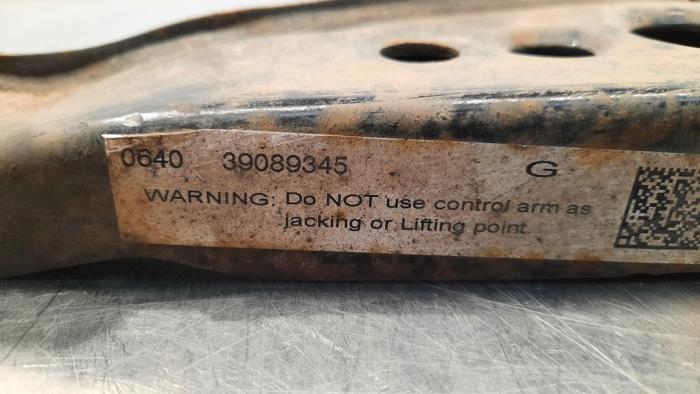 0640 39089345 G
WARNING: Do NOT use control arm as
jacking or Lifting point.